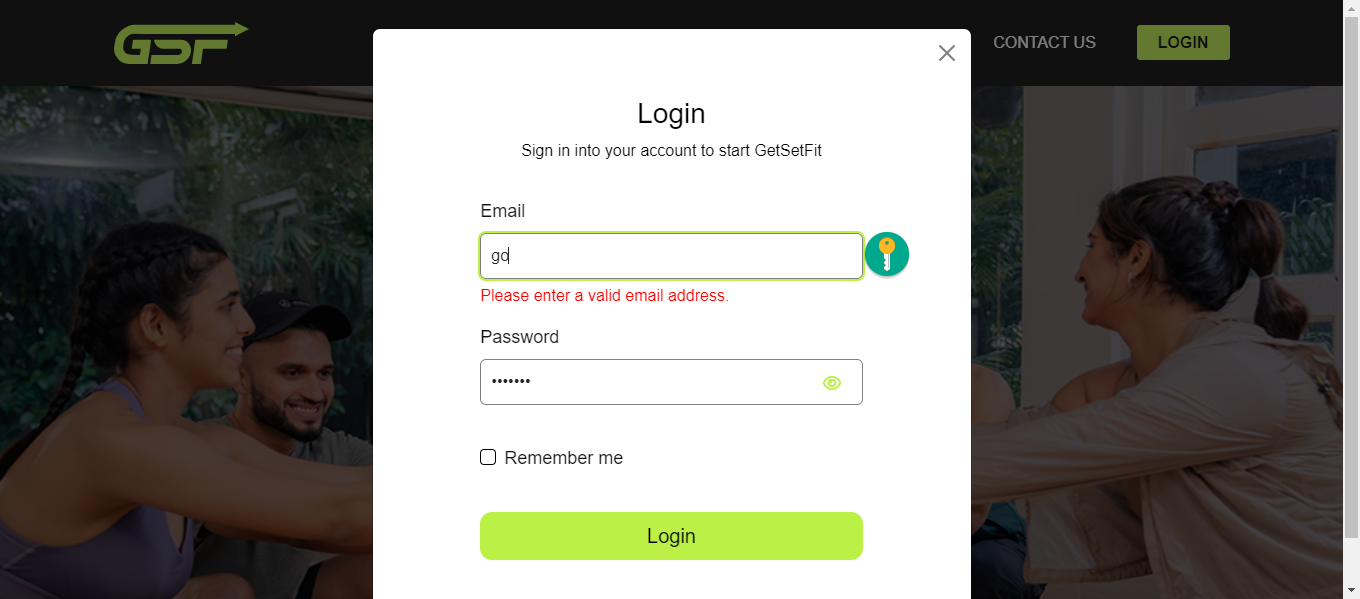 GSF
CONTACT US
LOGIN
Login
Sign in into your account to start GetSetFit
Email
go
Please enter a valid email address.
Password
•••••••
Remember me
Login